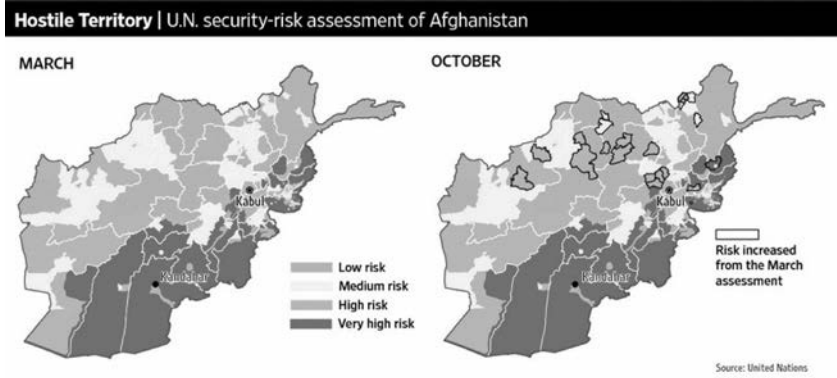 Hostile Territory | U.N. security-risk assessment of Afghanistan
MARCH
Kabul
Kandahar
Low risk
Medium risk
High risk
Very high risk
OCTOBER
Kabul
Kandahar
Risk increased
from the March
assessment
Source: United Nations